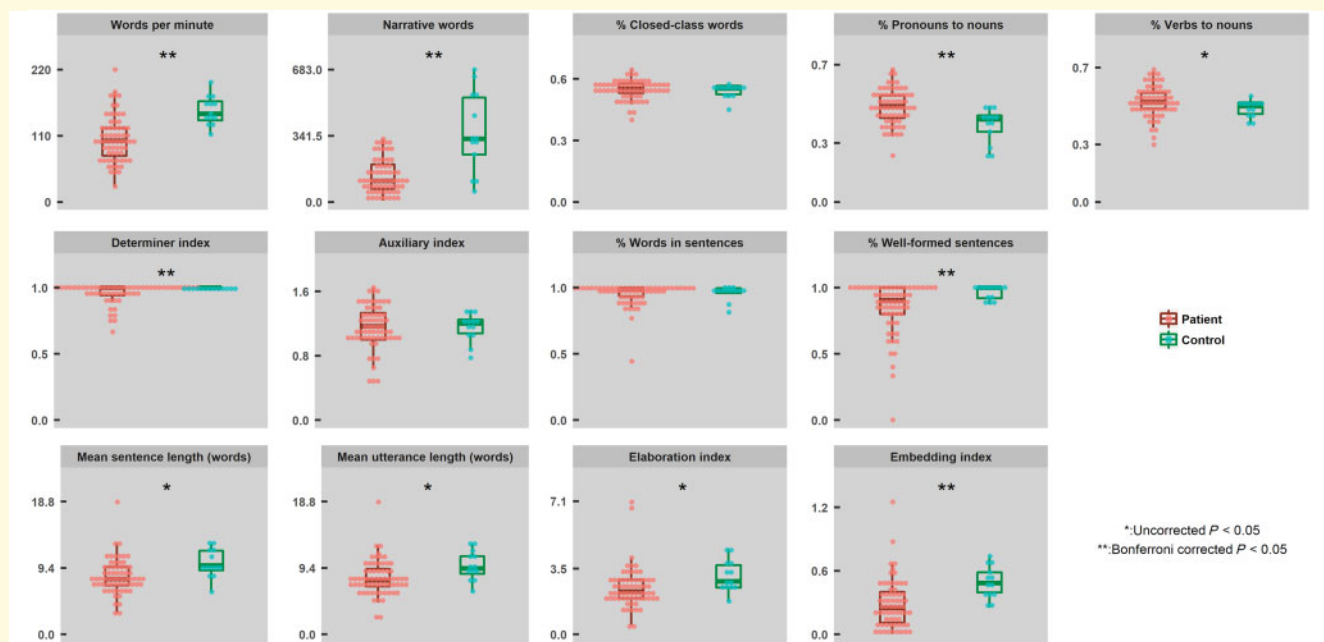 Words per minute
**
220
110
0
Narrative words
**
683.0
341.5
0.0
% Closed-class words
0.6
0.3
0.0
% Pronouns to nouns
**
0.7
0.3
0.0
% Verbs to nouns
*
0.7
0.3
0.0
Determiner index
**
1.0
0.5
0.0
Auxiliary index
1.6
0.8
0.0
% Words in sentences
1.0
0.5
0.0
% Well-formed sentences
**
1.0
0.5
0.0
Patient
Control
Mean sentence length (words)
*
18.8
9.4
0.0
Mean utterance length (words)
*
18.8
9.4
0.0
Elaboration index
*
7.1
3.5
0.0
Embedding index
**
1.2
0.6
0.0
*:Uncorrected P < 0.05
**:Bonferroni corrected P < 0.05